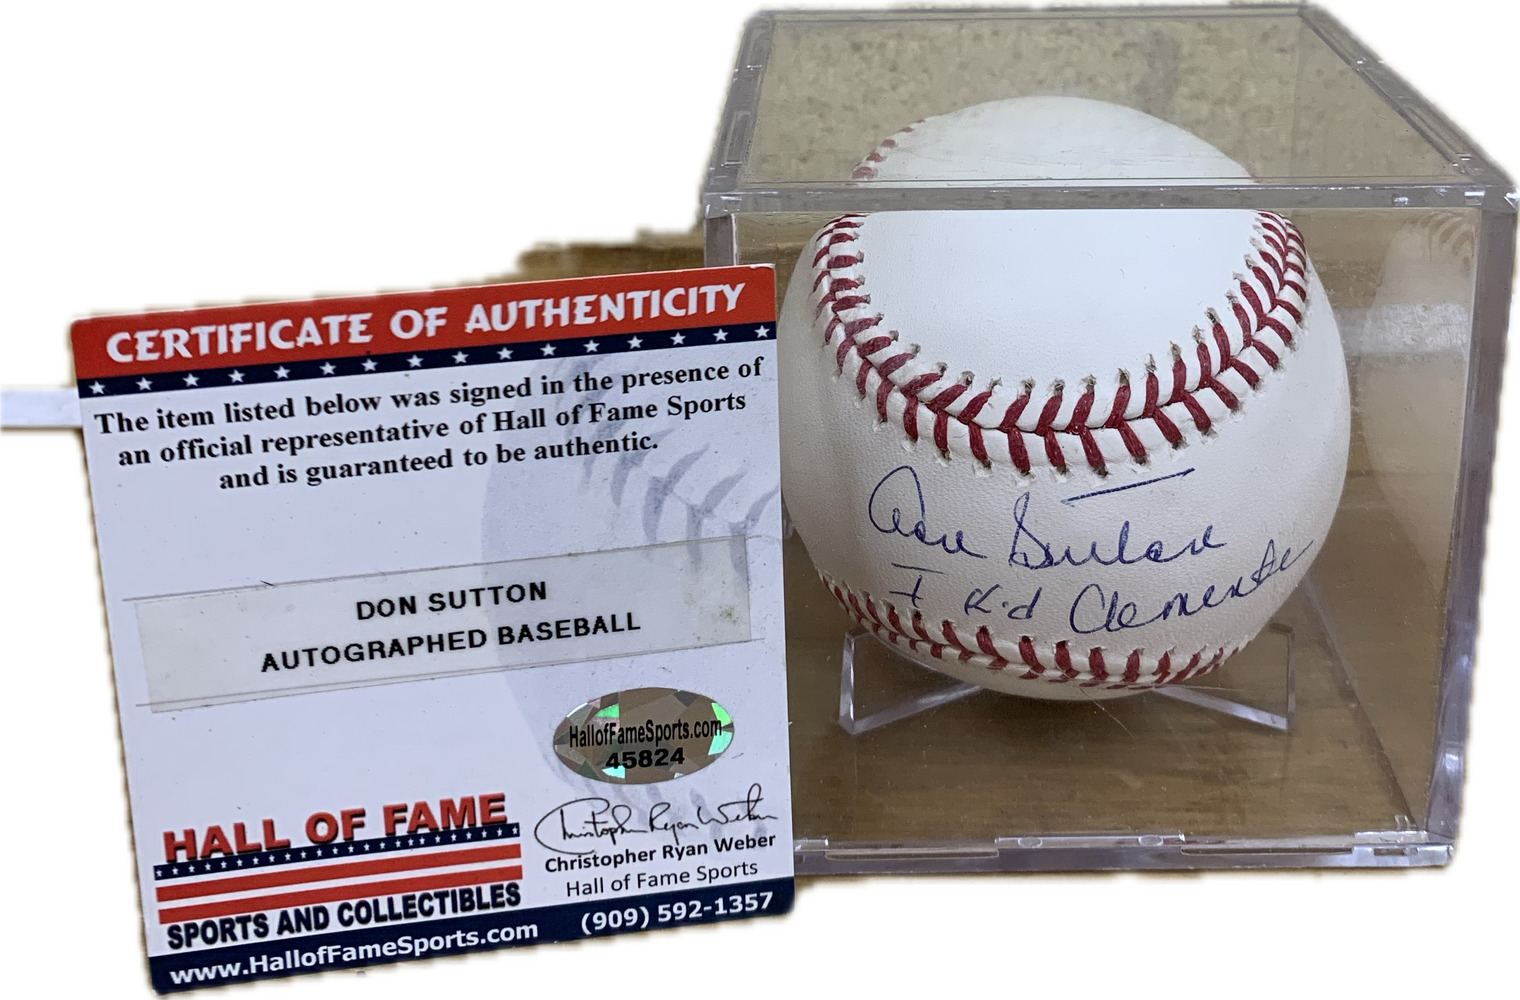 CERTIFICATE OF AUTHENTICITY
The item listed below was signed in the presence of
an official representative of Hall of Fame Sports
and is guaranteed to be authentic.
DON SUTTON
AUTOGRAPHED BASEBALL
HallofFameSports.com
45824
HALL OF FAME
SPORTS AND COLLECTIBLES
Christopher Ryan Weber
Christopher Ryan Weber
Hall of Fame Sports
www.HallofFameSports.com (909) 592-1357
Don Sutton
I K'd Clemente